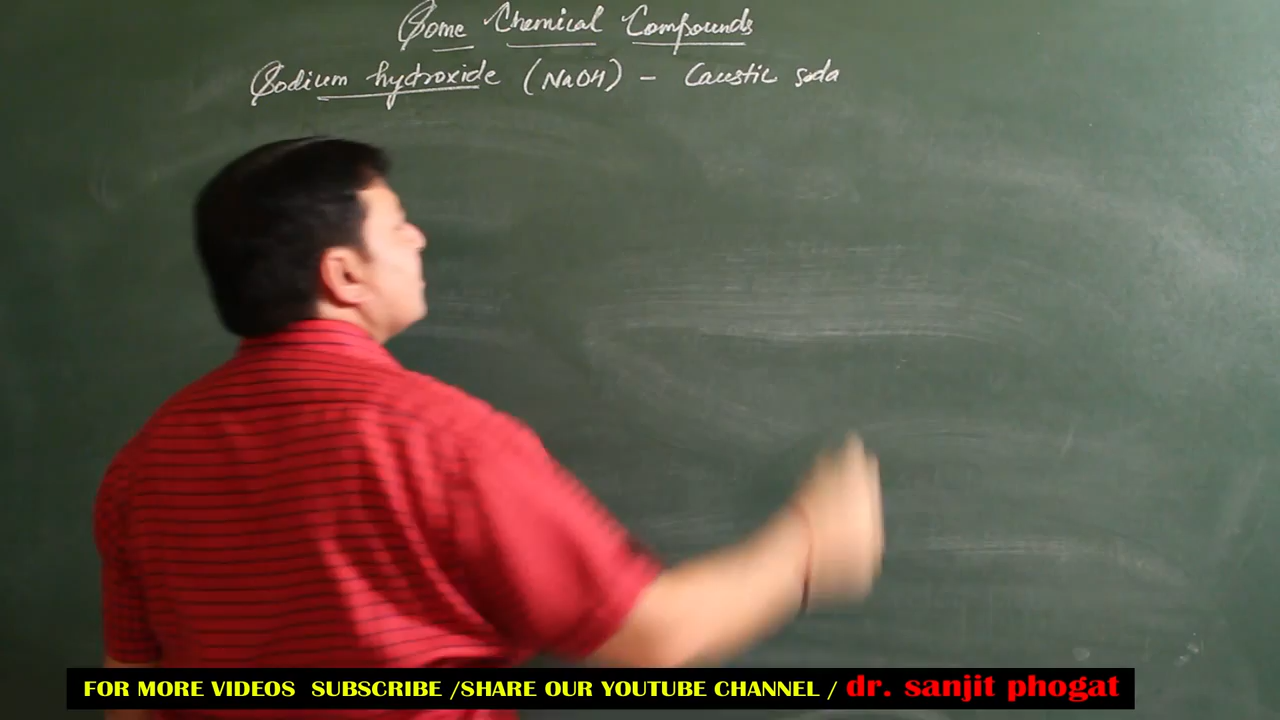 Some Chemical Compounds
Sodium hydroxide (NaOH) - Caustic soda
FOR MORE VIDEOS SUBSCRIBE /SHARE OUR YOUTUBE CHANNEL / dr. sanjit phogat